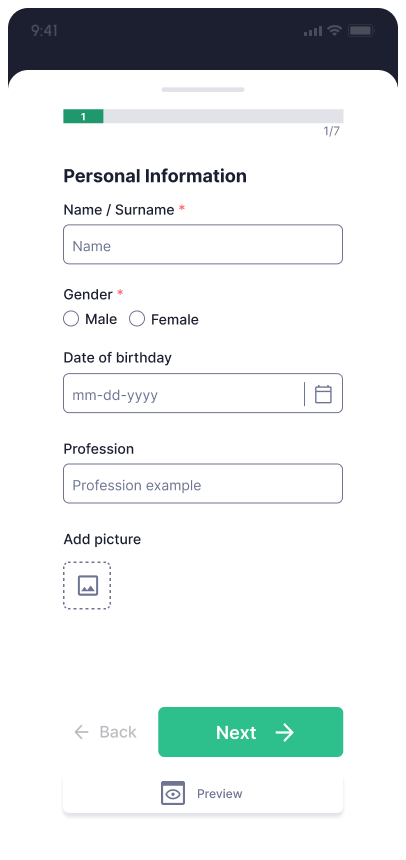 9:41
1
1/7
Personal Information
Name / Surname *
Name
Gender *
Male Female
Date of birthday
mm-dd-yyyy
Profession
Profession example
Add picture
Back Next
Preview